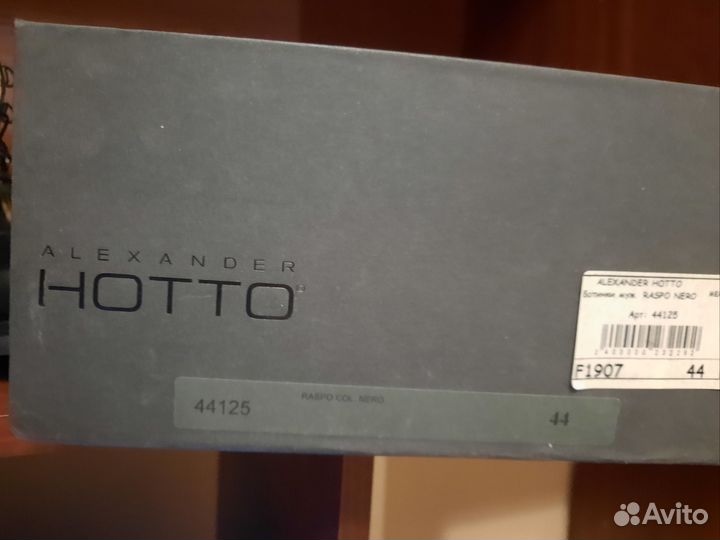 ALEXANDER
HOTTO
ALEXANDER HOTTO
Ботинки муж. RASPO NERO
Арт: 44125
F1907 44
RASPO COL. NERO
44125 44
Avito